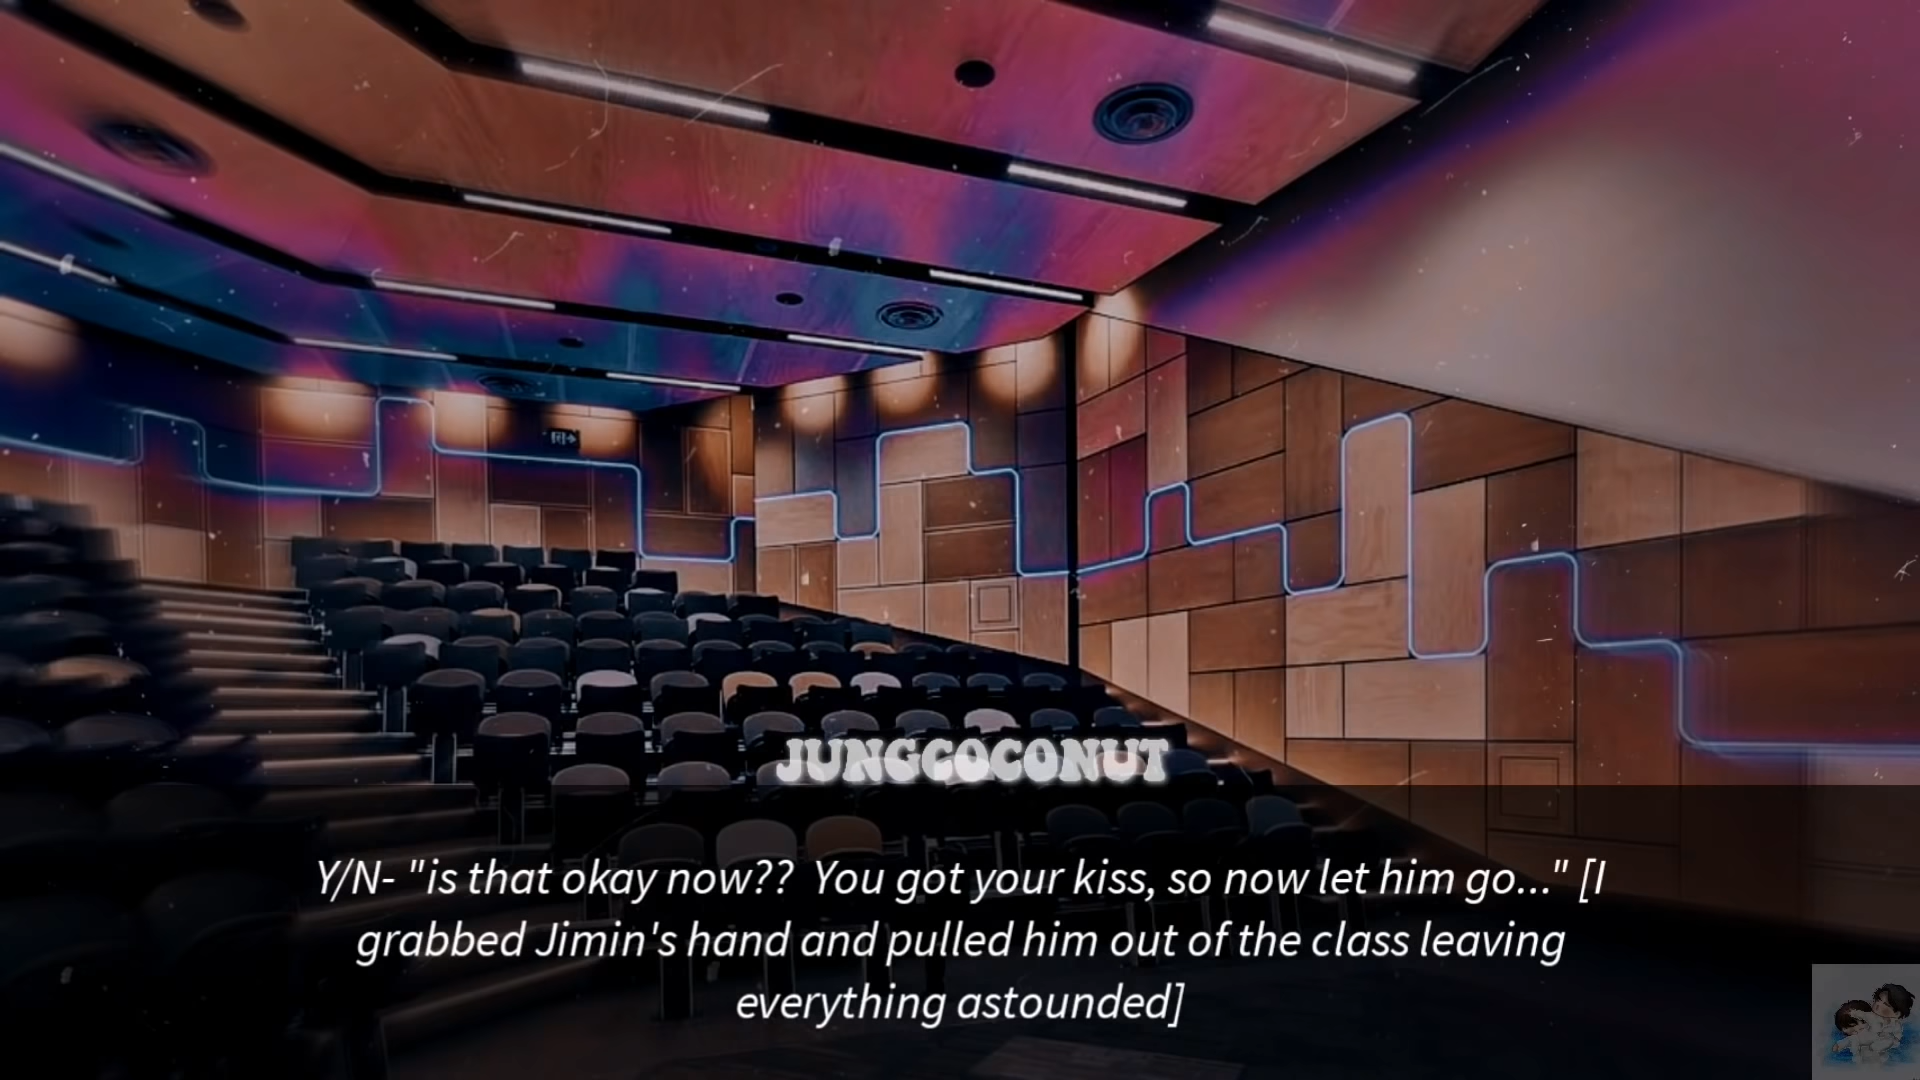 JUNGCOCONUT
Y/N- "is that okay now??  You got your kiss, so now let him go..." [I
grabbed Jimin's hand and pulled him out of the class leaving
everything astounded]